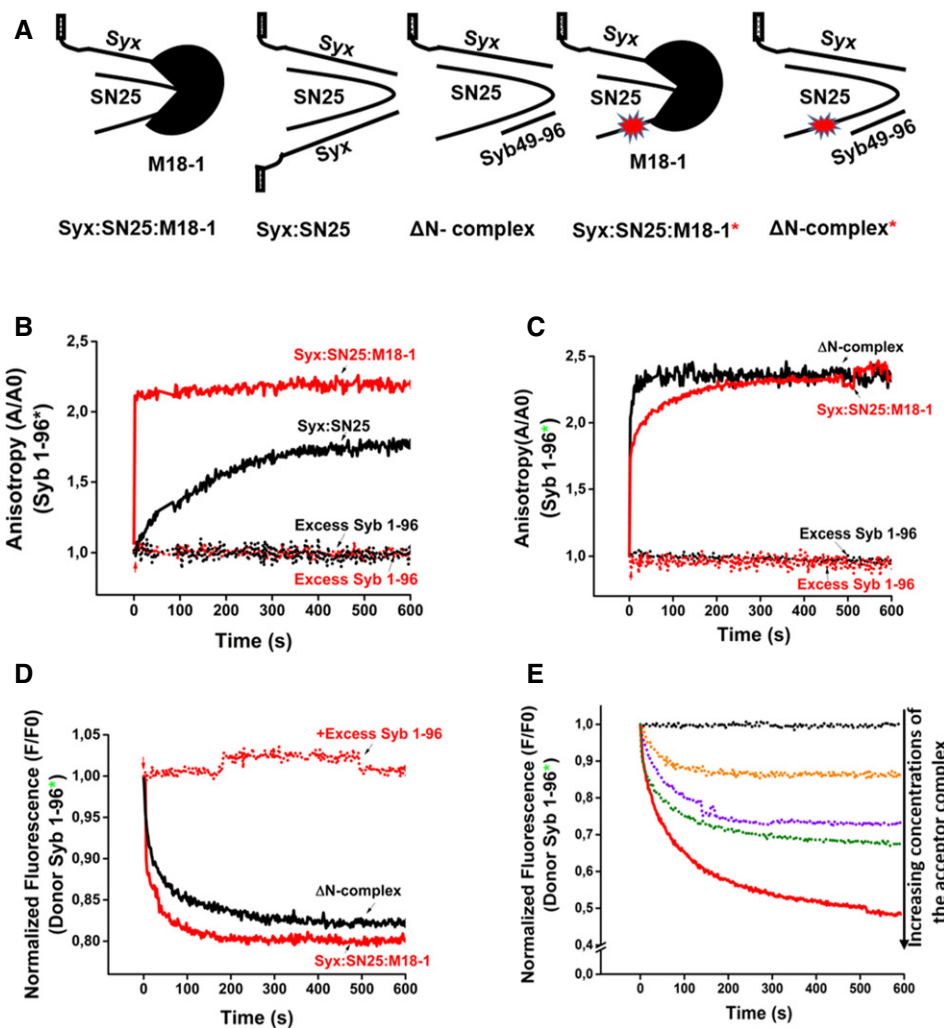 A
Syx
SN25
M18-1
Syx:SN25:M18-1
Syx
SN25
Syx
Syx:SN25
Syx
SN25
Syb49-96
ΔN- complex
Syx
SN25
M18-1
Syx:SN25:M18-1*
Syx
SN25
Syb49-96
ΔN-complex*
B
Anisotropy (A/A0)
(Syb 1-96*)
2,5
2,0
1,5
1,0
Syx:SN25:M18-1
Syx:SN25
Excess Syb 1-96
Excess Syb 1-96
0 100 200 300 400 500 600
Time (s)
C
Anisotropy(A/A0)
(Syb 1-96*)
2,5
2,0
1,5
1,0
ΔN-complex
Syx:SN25:M18-1
Excess Syb 1-96
Excess Syb 1-96
0 100 200 300 400 500 600
Time (s)
D
Normalized Fluorescence (F/F0)
(Donor Syb 1-96*)
1,05
1,00
0,95
0,90
0,85
0,80
+Excess Syb 1-96
ΔN-complex
Syx:SN25:M18-1
0 100 200 300 400 500 600
Time (s)
E
Normalized Fluorescence (F/F0)
(Donor Syb 1-96*)
1,0
0,9
0,8
0,7
0,6
0,5
0,4
0,0
0 100 200 300 400 500 600
Time (s)
Increasing concentrations of
the acceptor complex